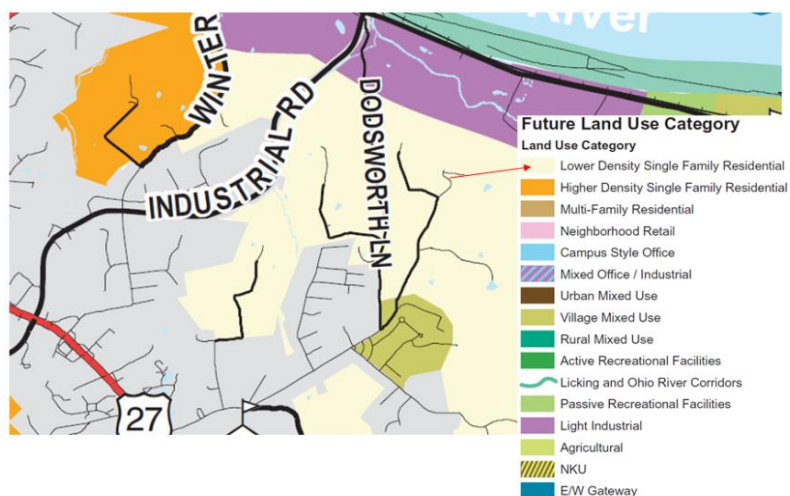 River
WINTER
INDUSTRIAL RD
DODSWORTH LN
27
Future Land Use Category
Land Use Category
Lower Density Single Family Residential
Higher Density Single Family Residential
Multi-Family Residential
Neighborhood Retail
Campus Style Office
Mixed Office / Industrial
Urban Mixed Use
Village Mixed Use
Rural Mixed Use
Active Recreational Facilities
Licking and Ohio River Corridors
Passive Recreational Facilities
Light Industrial
Agricultural
NKU
E/W Gateway